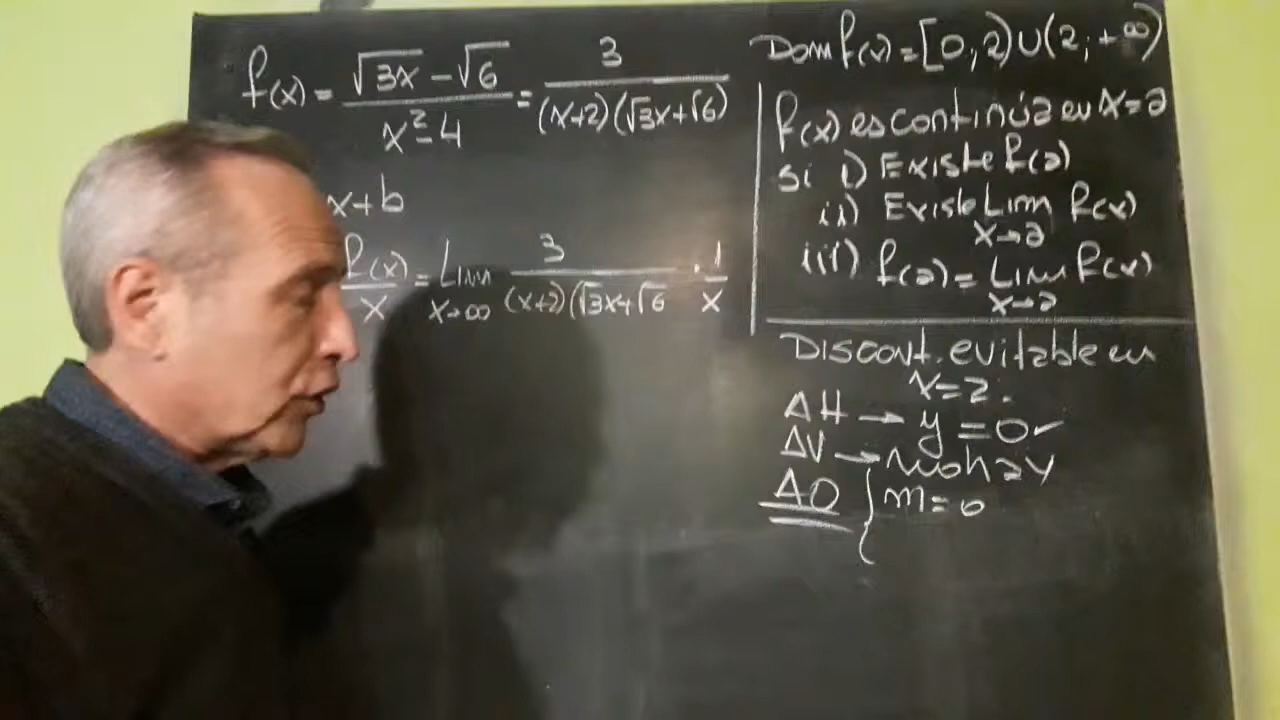 f(x) = (√3x - √6)/(x² - 4) = 3/((x+2)(√3x+√6))
x+b
f(x)/x = Lim x→∞ 3/((x+2)(√3x+√6 · 1/x
Dom f(x) = [0,2) ∪ (2;+∞)
f(x) es continúa en x=a
si i) Existe f(a)
ii) Existe Lim x→a f(x)
iii) f(a) = Lim x→a f(x)
Discont. evitable en
x=2.
AH → y=0 ✓
AV → no hay
AO { m=0